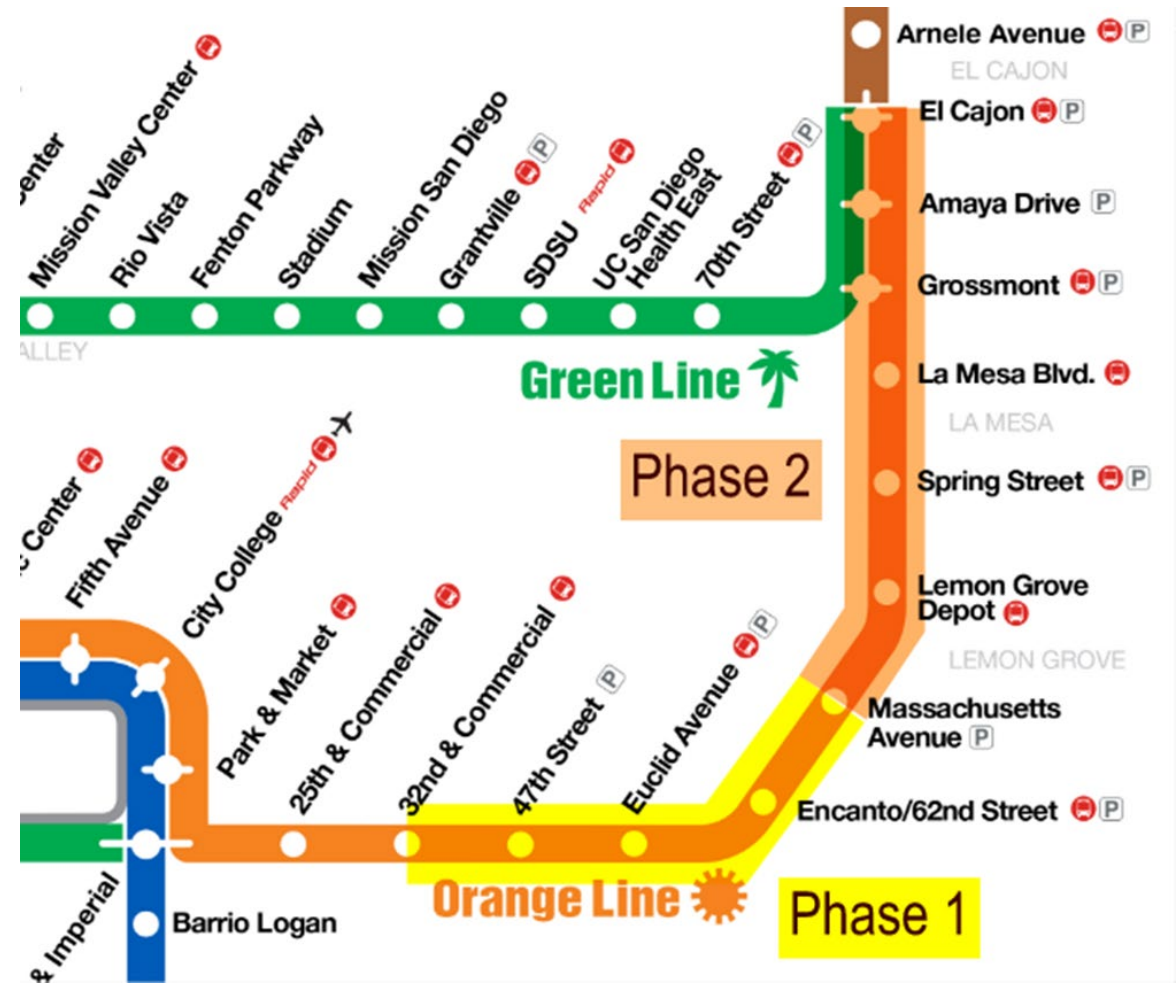 Arnele Avenue P
EL CAJON
El Cajon P
Amaya Drive P
Grossmont P
La Mesa Blvd.
LA MESA
Spring Street P
Lemon Grove
Depot
LEMON GROVE
Massachusetts
Avenue P
Encanto/62nd Street P
Mission Valley Center
Rio Vista
Fenton Parkway
Stadium
Mission San Diego
Grantville P
SDSU Rapid
UC San Diego
Health East
70th Street P
Green Line
Phase 2
Fifth Avenue
City College Rapid
Park & Market
25th & Commercial
32nd & Commercial
47th Street P
Euclid Avenue P
Orange Line
Phase 1
Center
& Imperial
Barrio Logan